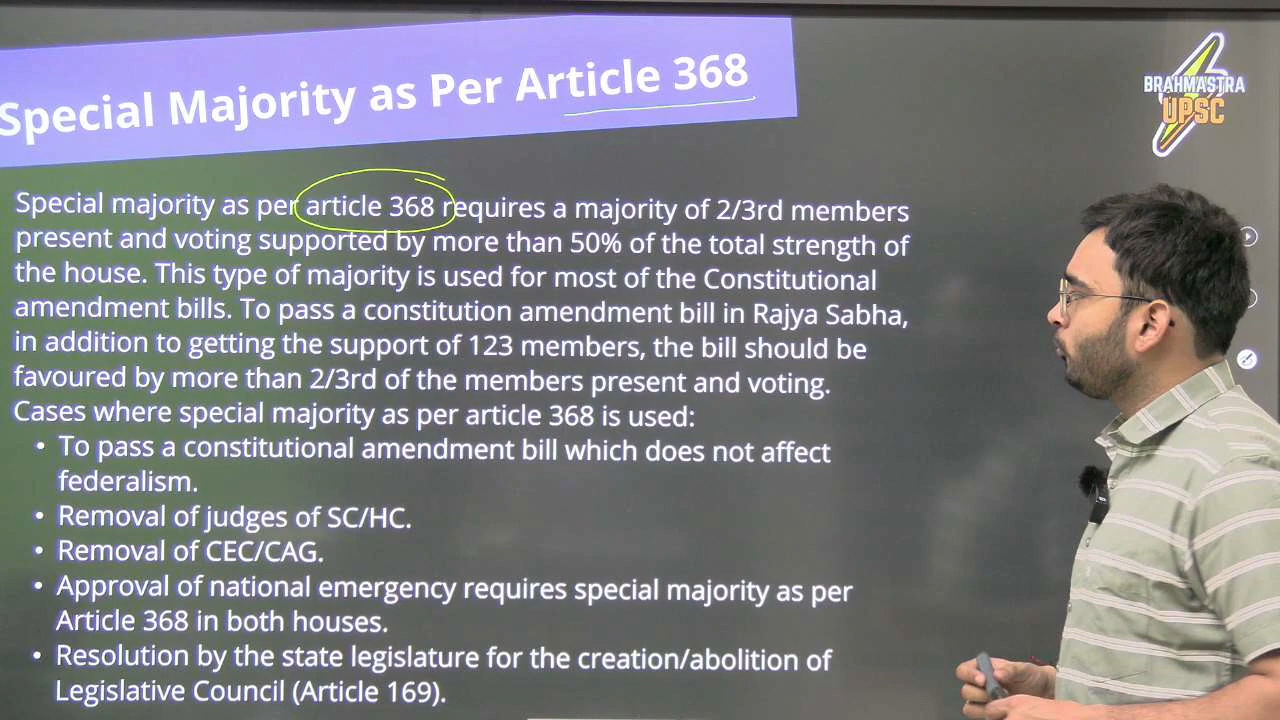 Special Majority as Per Article 368
BRAHMASTRA
UPSC
Special majority as per article 368 requires a majority of 2/3rd members
present and voting supported by more than 50% of the total strength of
the house. This type of majority is used for most of the Constitutional
amendment bills. To pass a constitution amendment bill in Rajya Sabha,
in addition to getting the support of 123 members, the bill should be
favoured by more than 2/3rd of the members present and voting.
Cases where special majority as per article 368 is used:
• To pass a constitutional amendment bill which does not affect
federalism.
• Removal of judges of SC/HC.
• Removal of CEC/CAG.
• Approval of national emergency requires special majority as per
Article 368 in both houses.
• Resolution by the state legislature for the creation/abolition of
Legislative Council (Article 169).